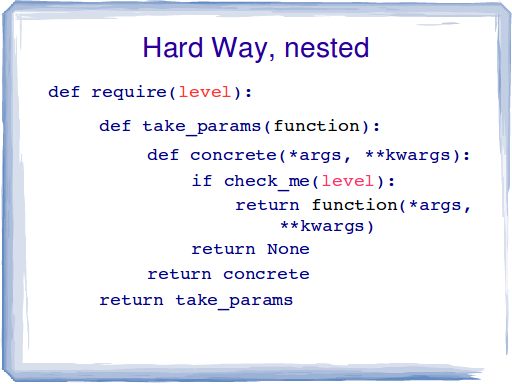 Hard Way, nested
def require(level):
def take_params(function):
def concrete(*args, **kwargs):
if check_me(level):
return function(*args,
**kwargs)
return None
return concrete
return take_params